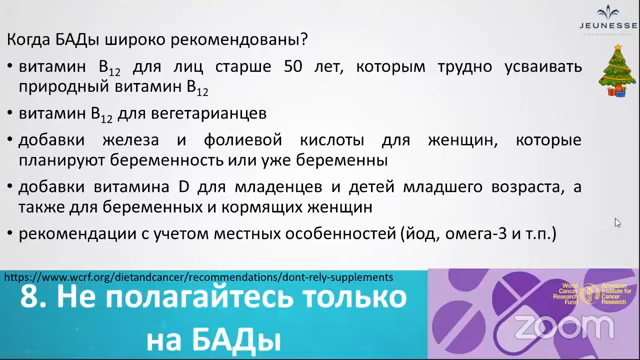 JEUNESSE
Когда БАДы широко рекомендованы?
• витамин B12 для лиц старше 50 лет, которым трудно усваивать
природный витамин B12
• витамин B12 для вегетарианцев
• добавки железа и фолиевой кислоты для женщин, которые
планируют беременность или уже беременны
• добавки витамина D для младенцев и детей младшего возраста, а
также для беременных и кормящих женщин
• рекомендации с учетом местных особенностей (йод, омега-3 и т.п.)
https://www.wcrf.org/dietandcancer/recommendations/dont-rely-supplements
8. Не полагайтесь только
на БАДы
World
Cancer
Research
Fund
American
Institute for
Cancer
Research
zoom